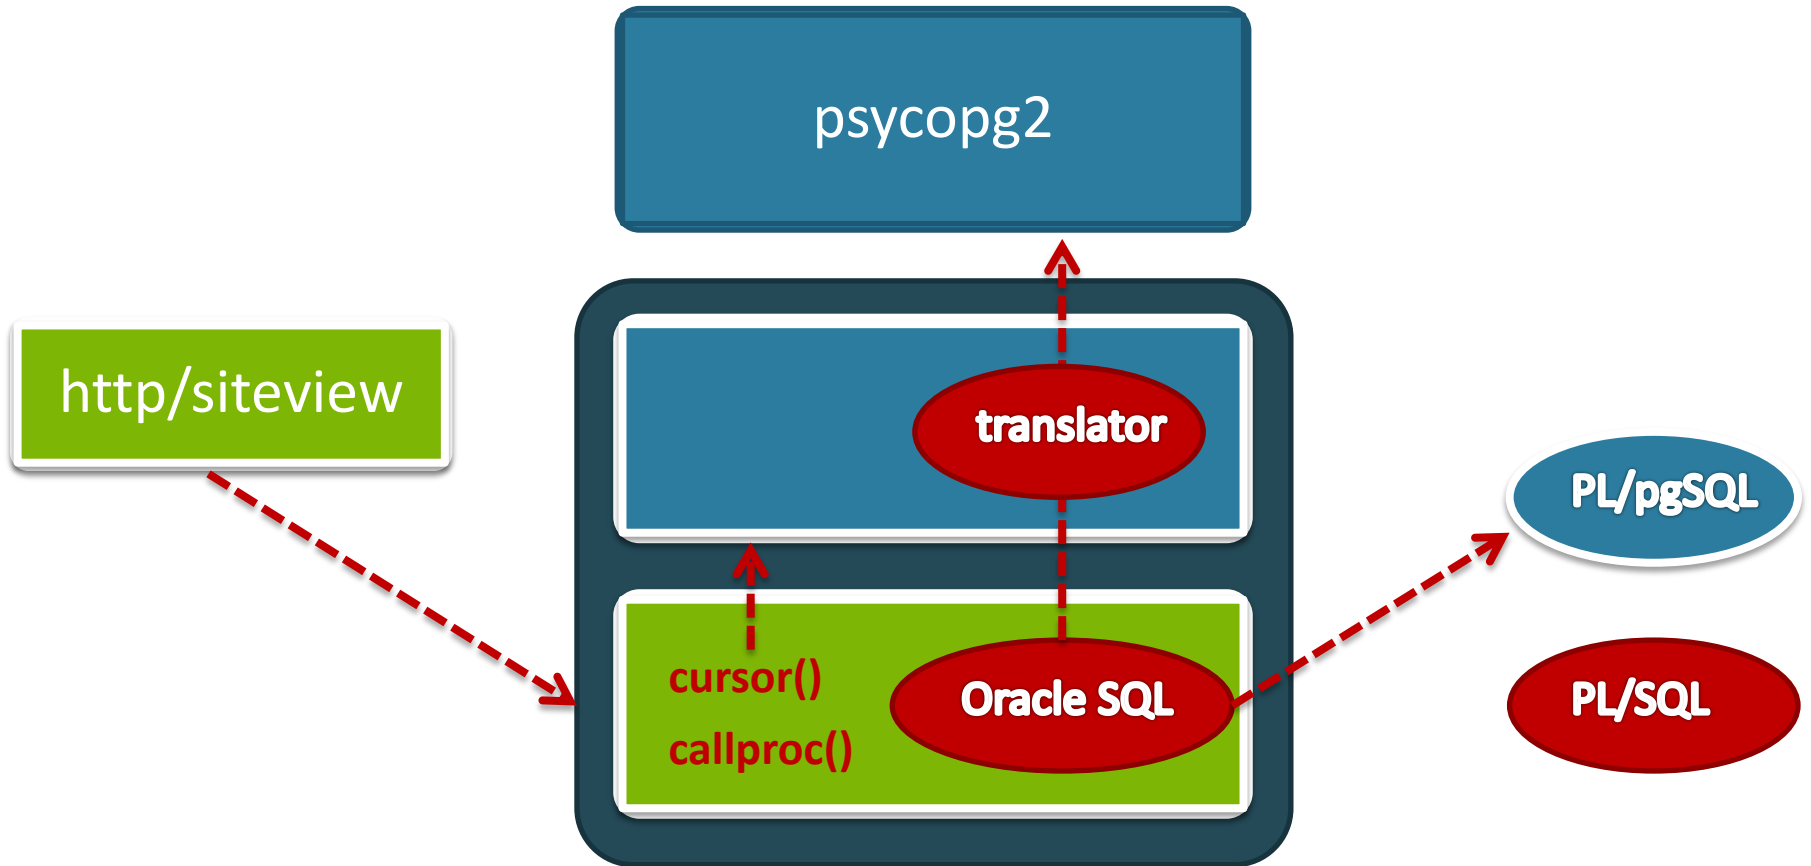 psycopg2
http/siteview
translator
PL/pgSQL
cursor()
Oracle SQL
PL/SQL
callproc()